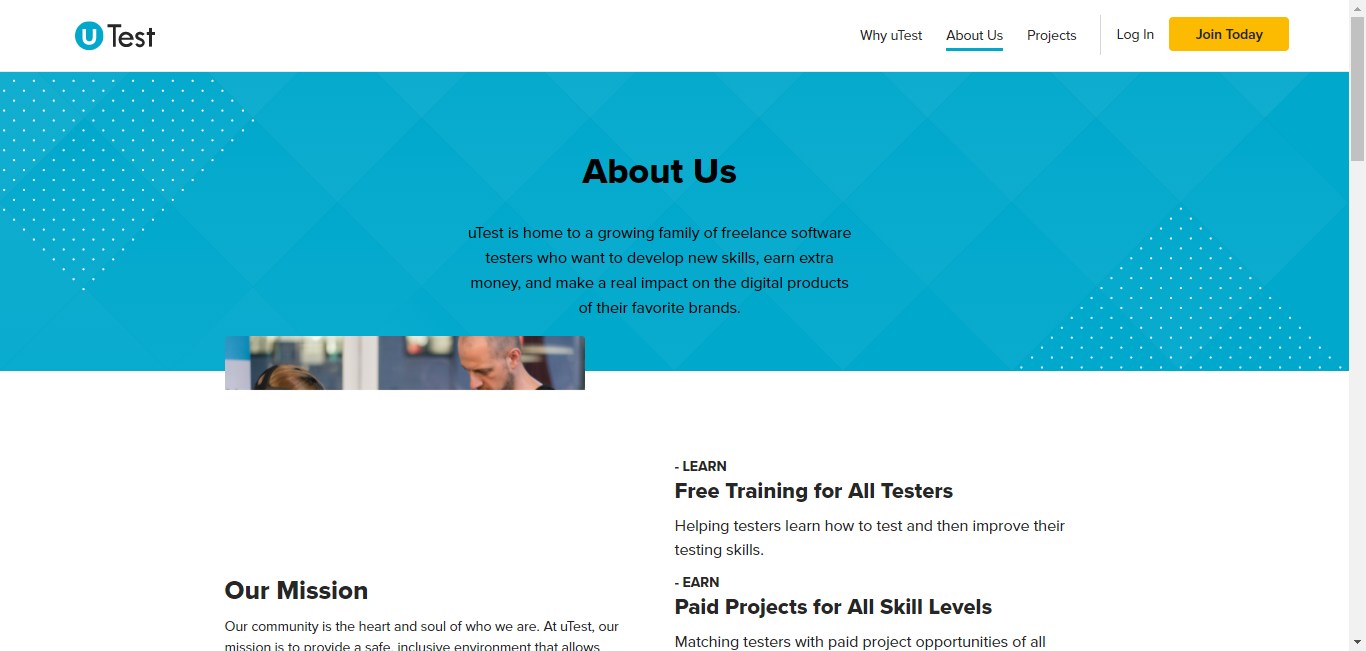 uTest
Why uTest
About Us
Projects
Log In
Join Today
About Us
uTest is home to a growing family of freelance software
testers who want to develop new skills, earn extra
money, and make a real impact on the digital products
of their favorite brands.
- LEARN
Free Training for All Testers
Helping testers learn how to test and then improve their
testing skills.
- EARN
Paid Projects for All Skill Levels
Matching testers with paid project opportunities of all
Our Mission
Our community is the heart and soul of who we are. At uTest, our
mission is to provide a safe, inclusive environment that allows